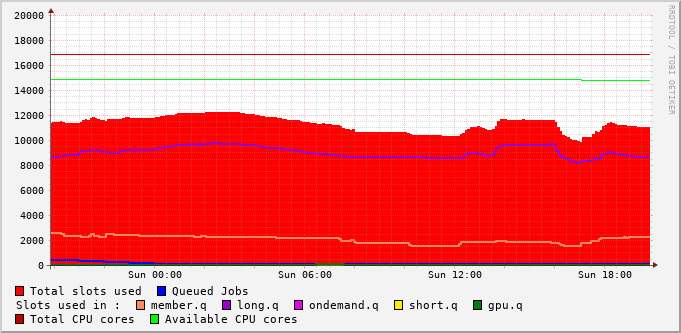 20000
18000
16000
14000
12000
10000
8000
6000
4000
2000
0
Sun 00:00 Sun 06:00 Sun 12:00 Sun 18:00
RRDTOOL / TOBI OETIKER
Total slots used Queued Jobs
Slots used in : member.q long.q ondemand.q short.q gpu.q
Total CPU cores Available CPU cores